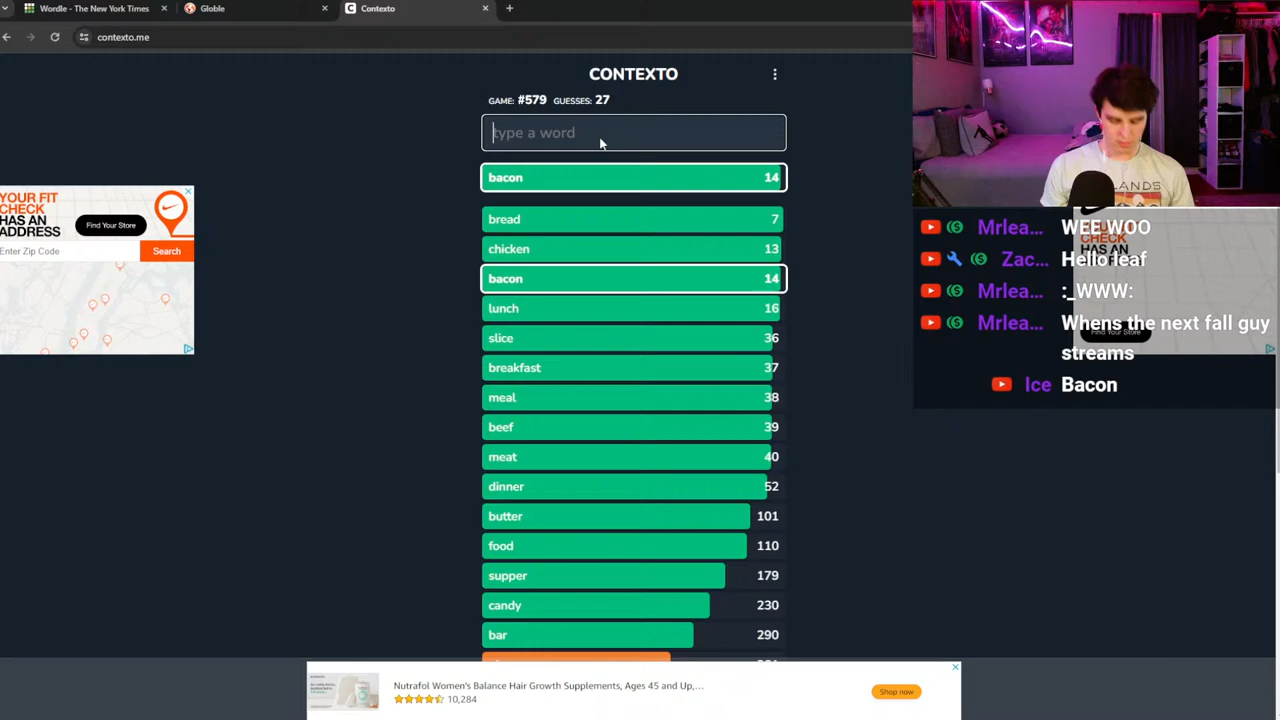 Wordle - The New York Times
Globle
Contexto
contexto.me
CONTEXTO
GAME: #579 GUESSES: 27
type a word
bacon 14
bread 7
chicken 13
bacon 14
lunch 16
slice 36
breakfast 37
meal 38
beef 39
meat 40
dinner 52
butter 101
food 110
supper 179
candy 230
bar 290
YOUR FIT
CHECK
HAS AN
ADDRESS
Find Your Store
Enter Zip Code
Search
Mrlea... WEE WOO
Zac... Hello leaf
Mrlea... :_WWW:
Mrlea... Whens the next fall guy
streams
Ice Bacon
Find Your Store
Nutrafol Women's Balance Hair Growth Supplements, Ages 45 and Up,...
10,284
Shop now